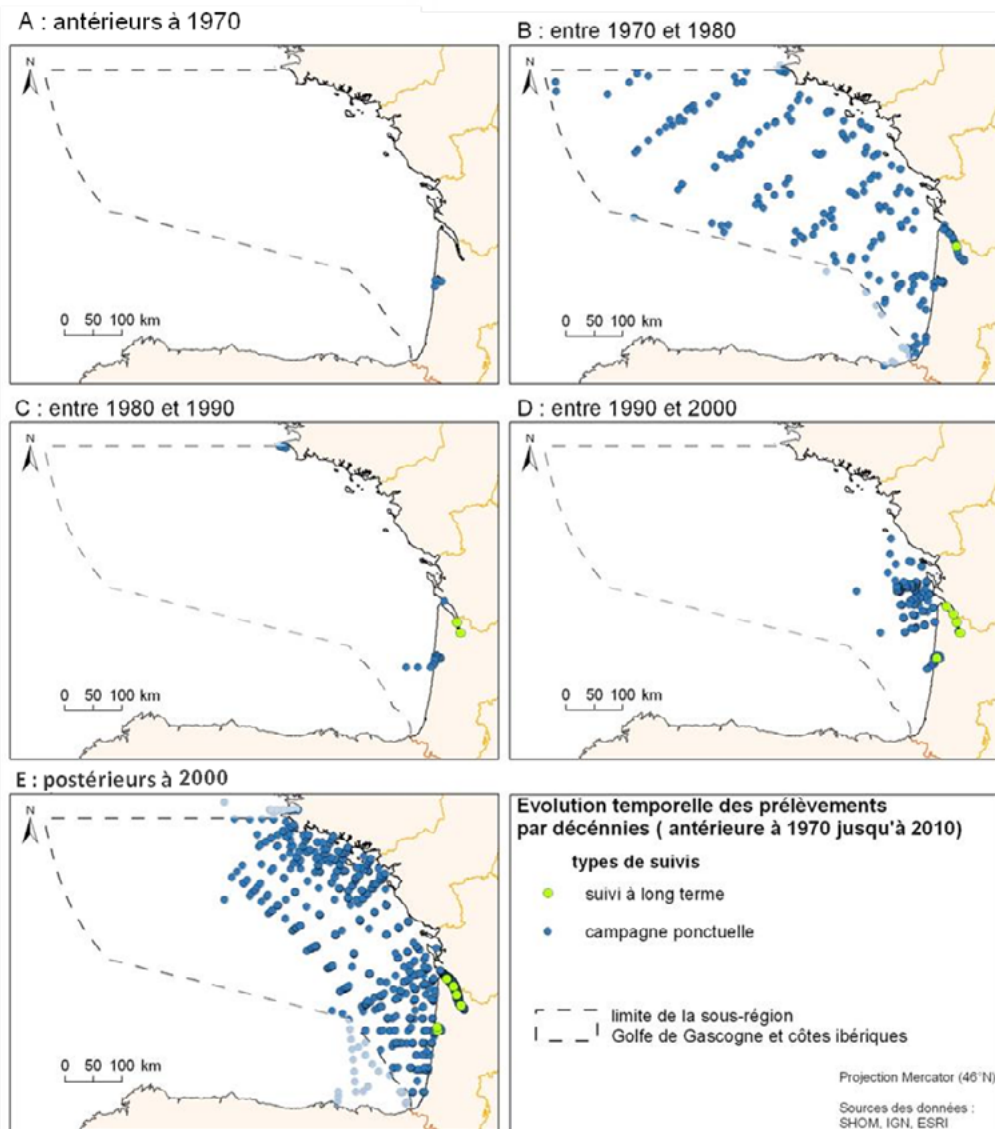 A : antérieurs à 1970
N
0 50 100 km
B : entre 1970 et 1980
N
0 50 100 km
C : entre 1980 et 1990
N
0 50 100 km
D : entre 1990 et 2000
N
0 50 100 km
E : postérieurs à 2000
N
0 50 100 km
Evolution temporelle des prélèvements
par décénnies ( antérieure à 1970 jusqu'à 2010)
types de suivis
suivi à long terme
campagne ponctuelle
limite de la sous-région
Golfe de Gascogne et côtes ibériques
Projection Mercator (46°N)
Sources des données :
SHOM, IGN, ESRI